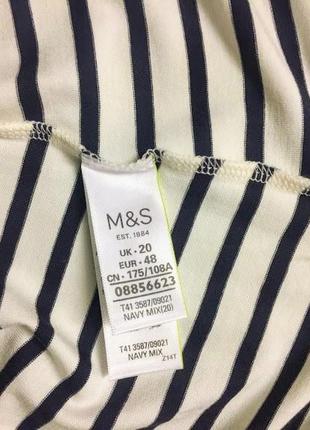 M&S
EST. 1884
UK • 20
EUR • 48
CN • 175/108A
08856623
T41 3587/09021
NAVY MIX(20)
T41 3587/09021
NAVY MIX
Z14T